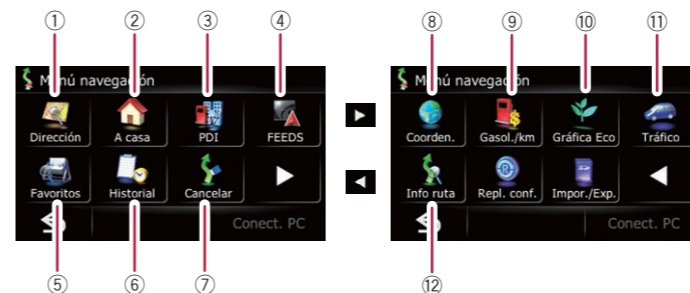 ① ② ③ ④
Menú navegación
Dirección A casa PDI FEEDS
Favoritos Historial Cancelar
Conect. PC
⑤ ⑥ ⑦
⑧ ⑨ ⑩ ⑪
Menú navegación
Coorden. Gasol./km Gráfica Eco Tráfico
Info ruta Repl. conf. Impor./Exp.
Conect. PC
⑫